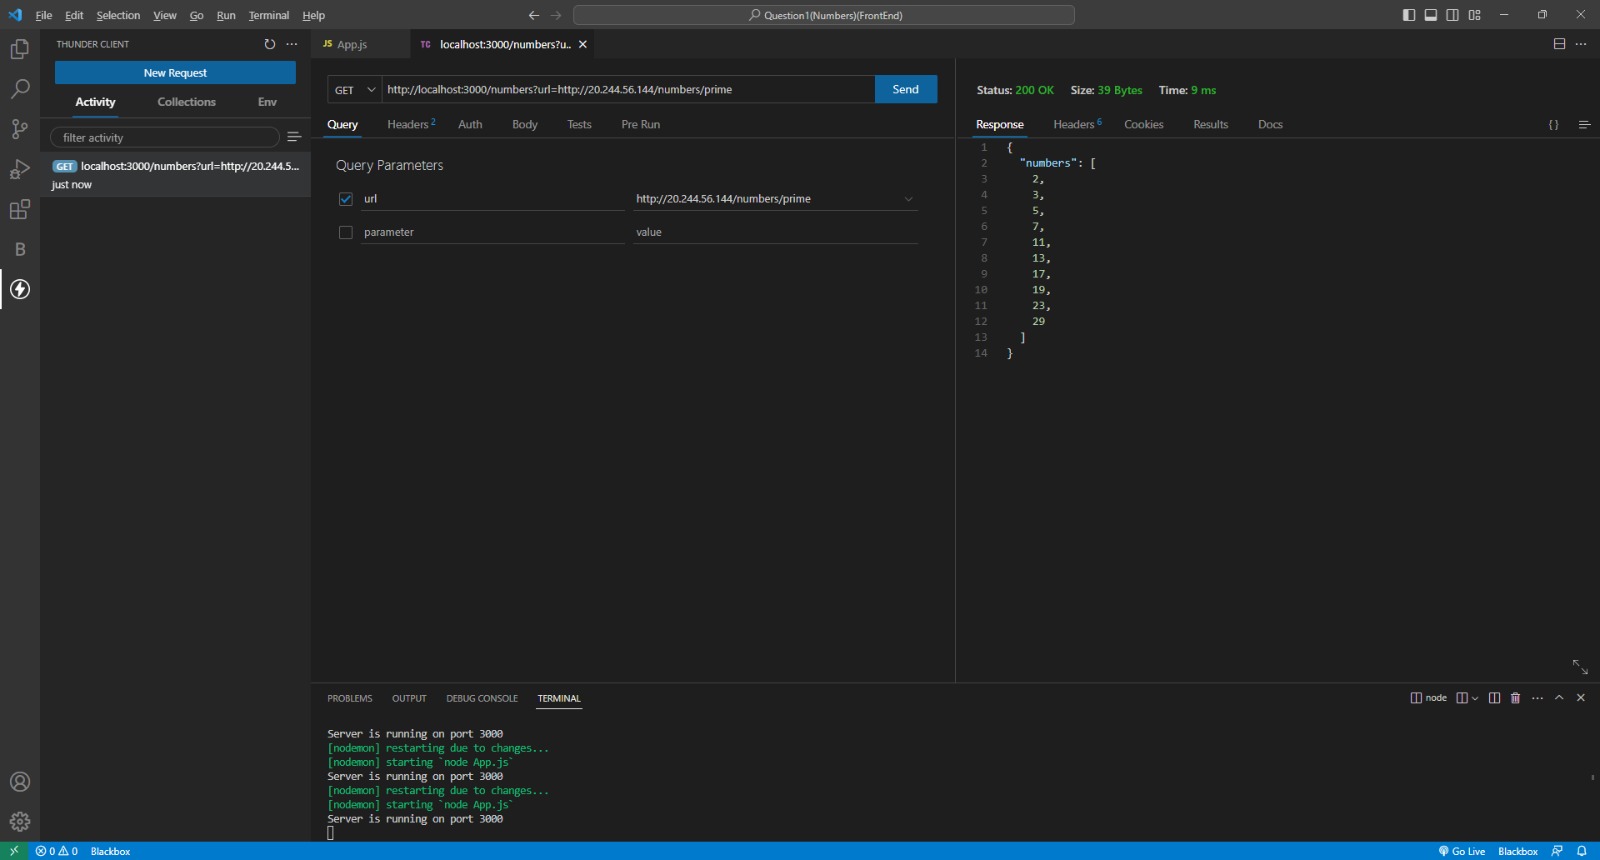 File Edit Selection View Go Run Terminal Help
Question1(Numbers)(FrontEnd)
THUNDER CLIENT
New Request
Activity Collections Env
filter activity
GET localhost:3000/numbers?url=http://20.244.5...
just now
B
JS App.js
TC localhost:3000/numbers?u..
GET http://localhost:3000/numbers?url=http://20.244.56.144/numbers/prime Send
Query Headers 2 Auth Body Tests Pre Run
Query Parameters
url http://20.244.56.144/numbers/prime
parameter value
Status: 200 OK Size: 39 Bytes Time: 9 ms
Response Headers 6 Cookies Results Docs {}
1 {
2 "numbers": [
3 2,
4 3,
5 5,
6 7,
7 11,
8 13,
9 17,
10 19,
11 23,
12 29
13 ]
14 }
PROBLEMS OUTPUT DEBUG CONSOLE TERMINAL
node
Server is running on port 3000
[nodemon] restarting due to changes...
[nodemon] starting `node App.js`
Server is running on port 3000
[nodemon] restarting due to changes...
[nodemon] starting `node App.js`
Server is running on port 3000
0 0 Blackbox
Go Live Blackbox